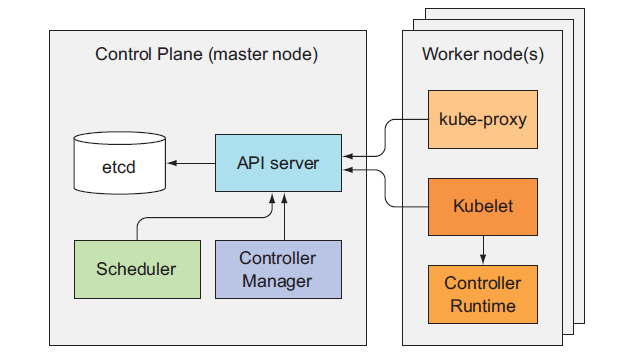 Control Plane (master node)
Worker node(s)
kube-proxy
etcd
API server
Kubelet
Scheduler
Controller
Manager
Controller
Runtime